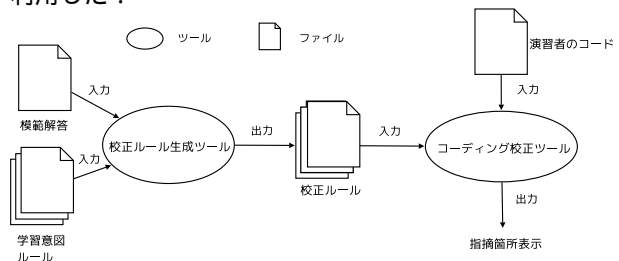 利用した．
ツール
ファイル
演習者のコード
入力
入力
模範解答
校正ルール生成ツール
出力
入力
コーディング校正ツール
入力
校正ルール
出力
学習意図
ルール
指摘箇所表示